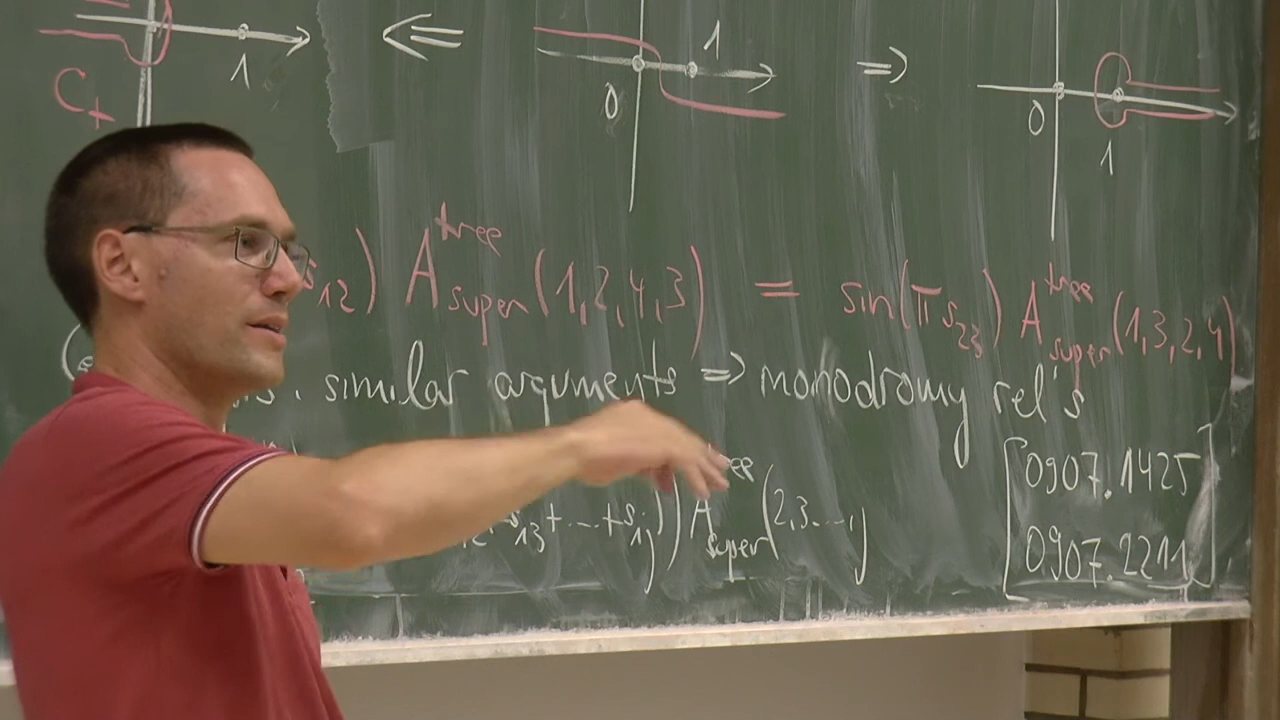 C+ 1 ⇐ 0 1 ⇒ 0 1
s₁₂) A^tree_super(1,2,4,3) = sin(π s₂₃) A^tree_super(1,3,2,4)
similar arguments ⇒ monodromy rel's
[0907.1425
s₁₃+...+s₁ⱼ)) A_super(2,3...,j
0907.2211]